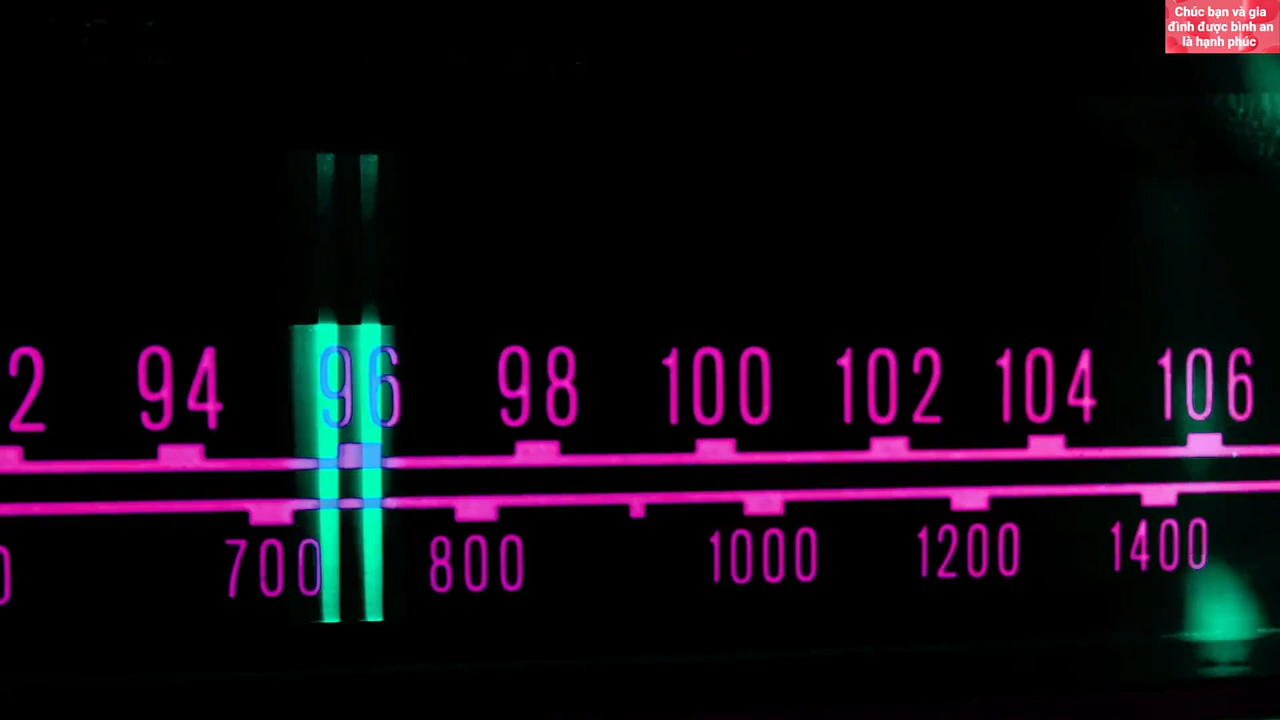 Chúc bạn và gia
đình được bình an
là hạnh phúc
94 96 98 100 102 104 106
700 800 1000 1200 1400